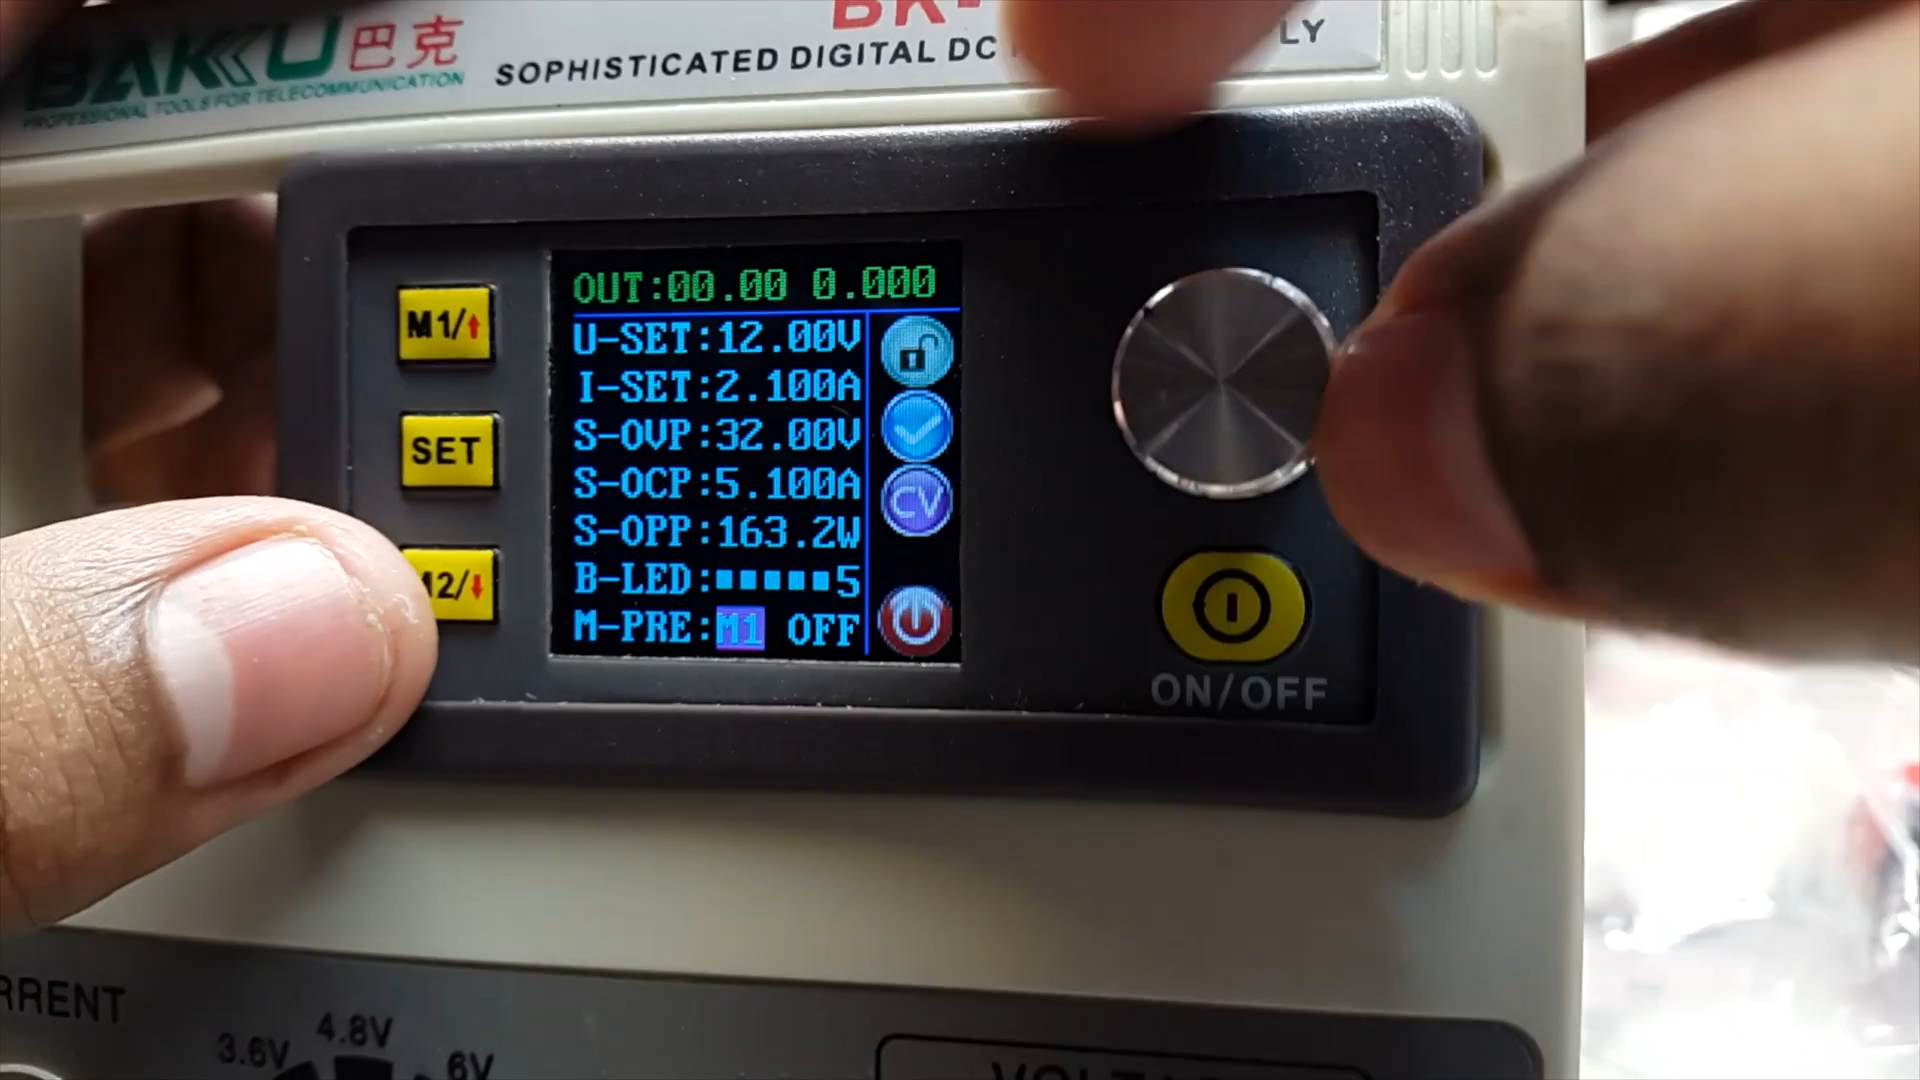 BAKU巴克
PROFESSIONAL TOOLS FOR TELECOMMUNICATION
BK-
SOPHISTICATED DIGITAL DC
LY
M1/↑
SET
M2/↓
OUT:00.00 0.000
U-SET:12.00V
I-SET:2.100A
S-OVP:32.00V
S-OCP:5.100A
S-OPP:163.2W
B-LED:▪▪▪▪▪5
M-PRE:M1 OFF
CV
ON/OFF
RRENT
3.6V
4.8V
6V